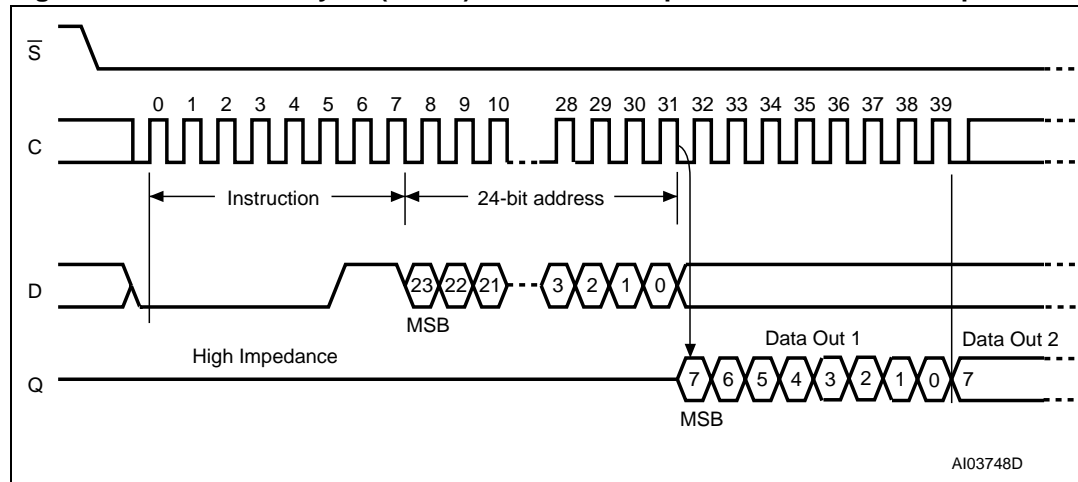 S
0 1 2 3 4 5 6 7 8 9 10 28 29 30 31 32 33 34 35 36 37 38 39
C
Instruction 24-bit address
D 23 22 21 3 2 1 0
MSB
High Impedance Data Out 1 Data Out 2
Q 7 6 5 4 3 2 1 0 7
MSB
AI03748D